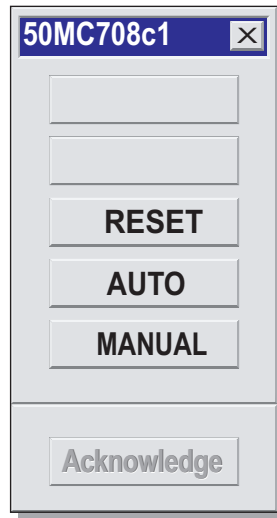 50MC708c1
RESET
AUTO
MANUAL
Acknowledge